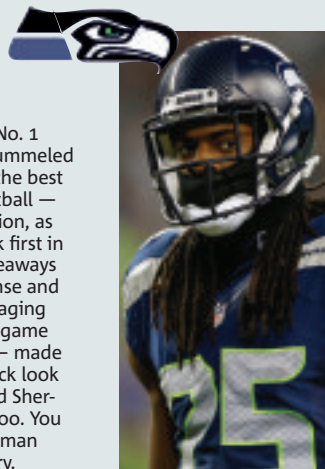 No. 1
ummeled
the best
tball —
ion, as
k first in
eaways
nse and
aging
game
– made
ck look
d Sher-
oo. You
man
ry.
25